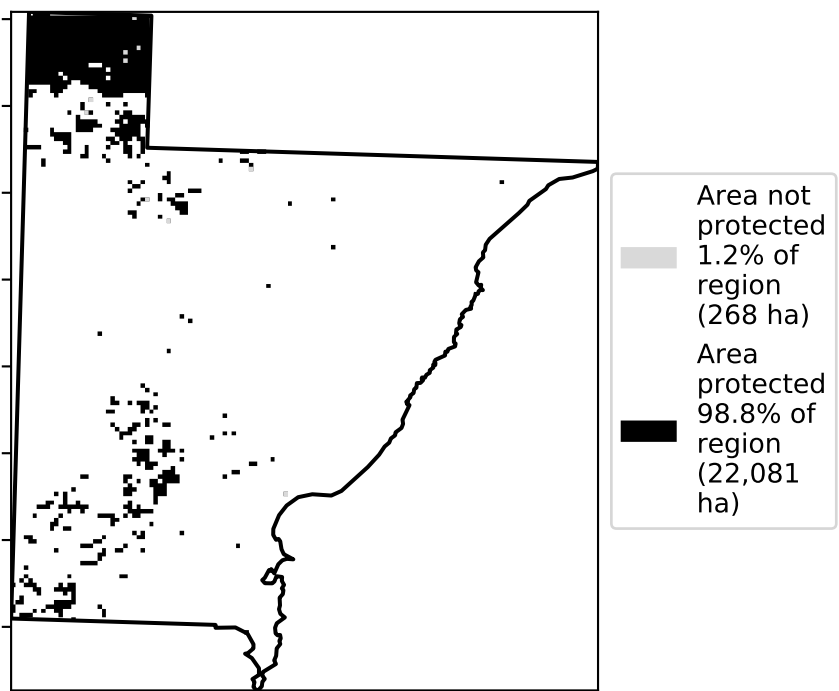 Area not
protected
1.2% of
region
(268 ha)
Area
protected
98.8% of
region
(22,081
ha)